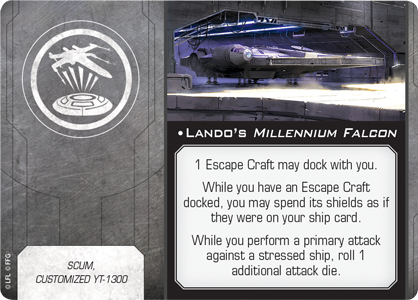 •Lando's Millennium Falcon
1 Escape Craft may dock with you.
While you have an Escape Craft
docked, you may spend its shields as if
they were on your ship card.
While you perform a primary attack
against a stressed ship, roll 1
additional attack die.
SCUM,
CUSTOMIZED YT-1300
©LFL ©FFG